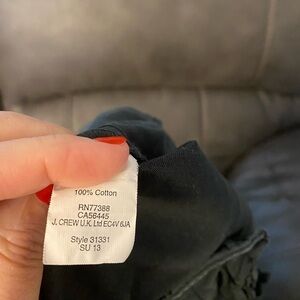 100% Cotton
RN77388
CA56445
J. CREW U.K. Ltd EC4V 6JA
Style 31331
SU 13